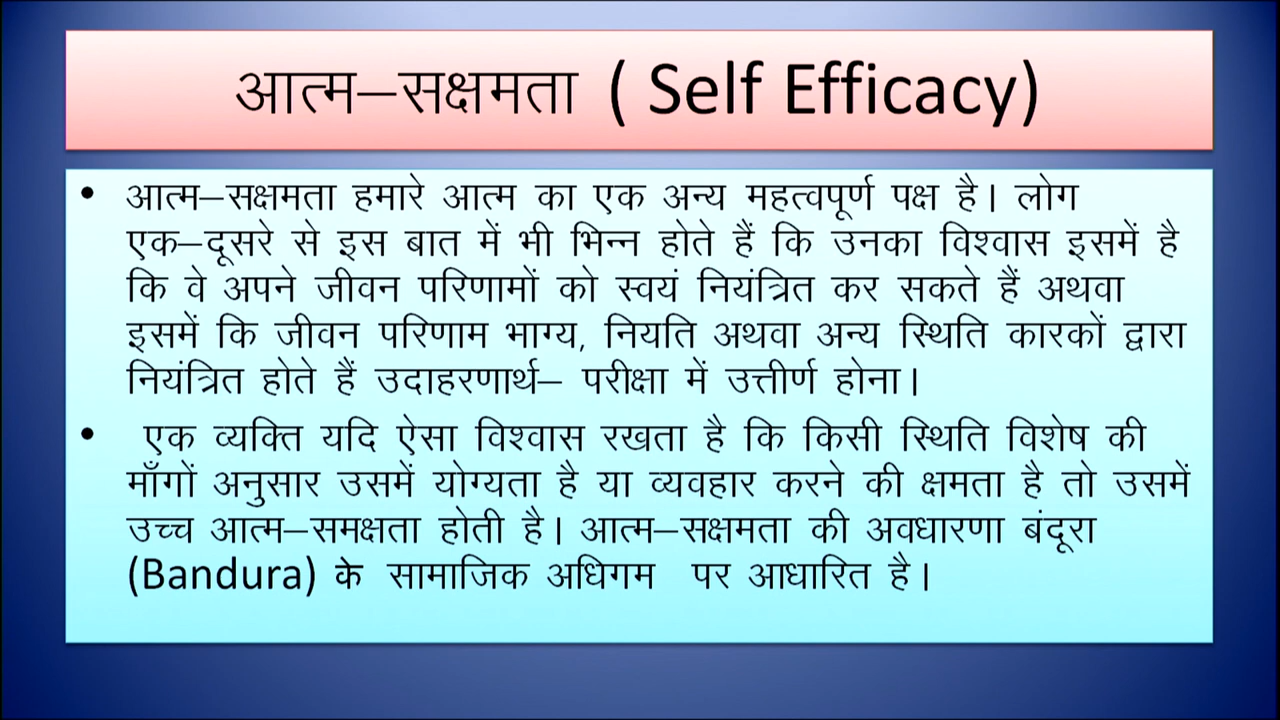 आत्म–सक्षमता ( Self Efficacy)
• आत्म–सक्षमता हमारे आत्म का एक अन्य महत्वपूर्ण पक्ष है। लोग
एक–दूसरे से इस बात में भी भिन्न होते हैं कि उनका विश्वास इसमें है
कि वे अपने जीवन परिणामों को स्वयं नियंत्रित कर सकते हैं अथवा
इसमें कि जीवन परिणाम भाग्य, नियति अथवा अन्य स्थिति कारकों द्वारा
नियंत्रित होते हैं उदाहरणार्थ– परीक्षा में उत्तीर्ण होना।
• एक व्यक्ति यदि ऐसा विश्वास रखता है कि किसी स्थिति विशेष की
माँगों अनुसार उसमें योग्यता है या व्यवहार करने की क्षमता है तो उसमें
उच्च आत्म–समक्षता होती है। आत्म–सक्षमता की अवधारणा बंदूरा
(Bandura) के सामाजिक अधिगम पर आधारित है।